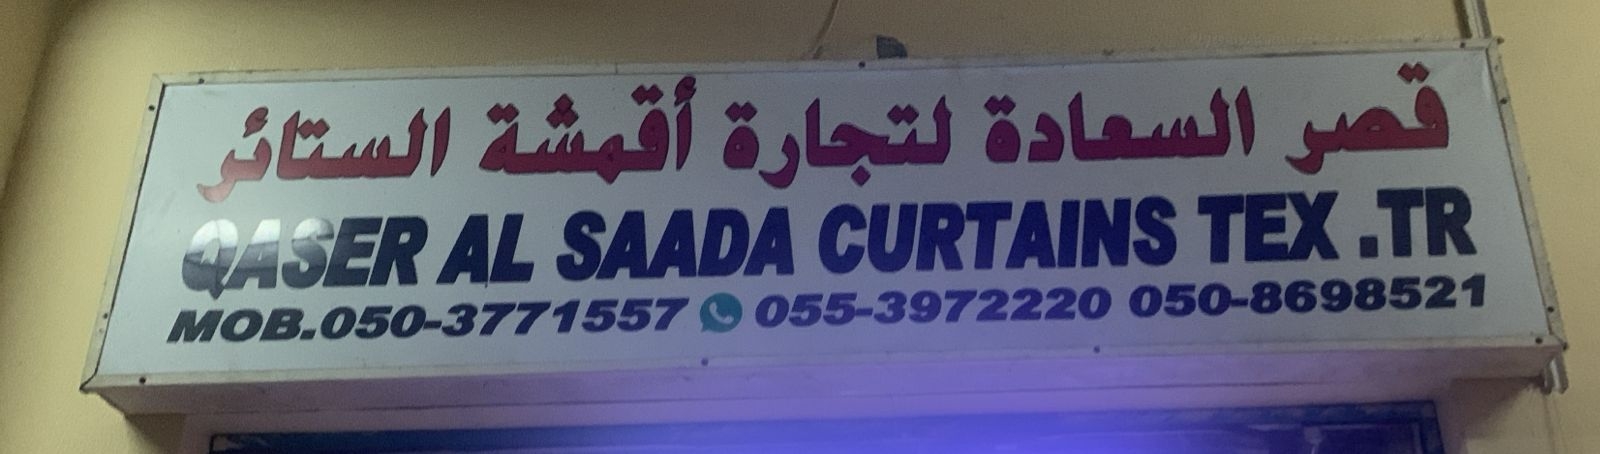 قصر السعادة لتجارة أقمشة الستائر
QASER AL SAADA CURTAINS TEX .TR
MOB.050-3771557 055-3972220 050-8698521